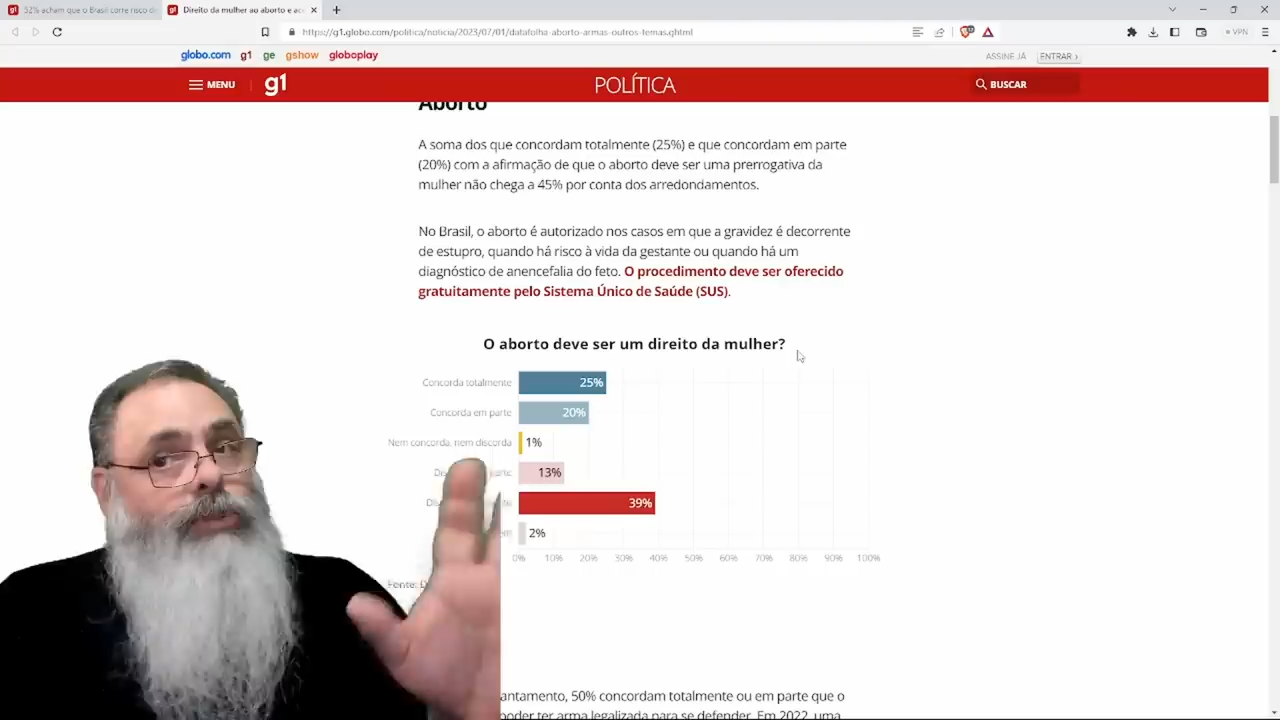 52% acham que o Brasil corre risco de
Direito da mulher ao aborto e ace
https://g1.globo.com/politica/noticia/2023/07/01/datafolha-aborto-armas-outros-temas.ghtml
VPN
globo.com g1 ge gshow globoplay
ASSINE JÁ ENTRAR ›
MENU g1 POLÍTICA BUSCAR
Aborto
A soma dos que concordam totalmente (25%) e que concordam em parte
(20%) com a afirmação de que o aborto deve ser uma prerrogativa da
mulher não chega a 45% por conta dos arredondamentos.
No Brasil, o aborto é autorizado nos casos em que a gravidez é decorrente
de estupro, quando há risco à vida da gestante ou quando há um
diagnóstico de anencefalia do feto. O procedimento deve ser oferecido
gratuitamente pelo Sistema Único de Saúde (SUS).
O aborto deve ser um direito da mulher?
Concorda totalmente 25%
Concorda em parte 20%
Nem concorda, nem discorda 1%
13%
39%
2%
0% 10% 20% 30% 40% 50% 60% 70% 80% 90% 100%
Fonte: D
antamento, 50% concordam totalmente ou em parte que o
poder ter arma legalizada para se defender. Em 2022, uma